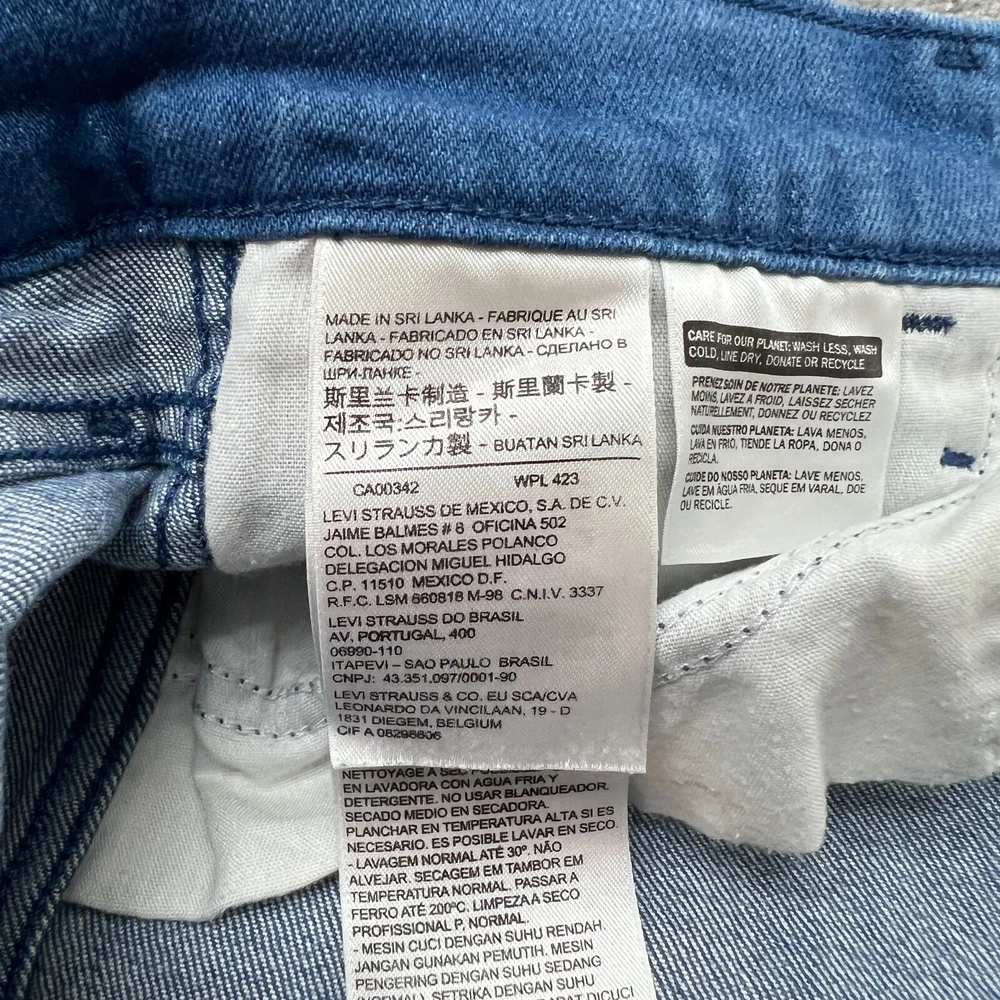 MADE IN SRI LANKA - FABRIQUE AU SRI
LANKA - FABRICADO EN SRI LANKA -
FABRICADO NO SRI LANKA - СДЕЛАНО В
ШРИ-ЛАНКЕ -
斯里兰卡制造 - 斯里蘭卡製 -
제조국:스리랑카 -
スリランカ製 - BUATAN SRI LANKA
CA00342 WPL 423
LEVI STRAUSS DE MEXICO, S.A. DE C.V.
JAIME BALMES # 8 OFICINA 502
COL. LOS MORALES POLANCO
DELEGACION MIGUEL HIDALGO
C.P. 11510 MEXICO D.F.
R.F.C. LSM 660818 M-98 C.N.I.V. 3337
LEVI STRAUSS DO BRASIL
AV. PORTUGAL, 400
06990-110
ITAPEVI – SAO PAULO BRASIL
CNPJ: 43.351.097/0001-90
LEVI STRAUSS & CO. EU SCA/CVA
LEONARDO DA VINCILAAN, 19 - D
1831 DIEGEM, BELGIUM
CIF A 08298606
NETTOYAGE A SEC
EN LAVADORA CON AGUA FRIA Y
DETERGENTE. NO USAR BLANQUEADOR.
SECADO MEDIO EN SECADORA.
PLANCHAR EN TEMPERATURA ALTA SI ES
NECESARIO. ES POSIBLE LAVAR EN SECO.
- LAVAGEM NORMAL ATÉ 30º. NÃO
ALVEJAR. SECAGEM EM TAMBOR EM
TEMPERATURA NORMAL. PASSAR A
FERRO ATÉ 200ºC. LIMPEZA A SECO
PROFISSIONAL P, NORMAL.
- MESIN CUCI DENGAN SUHU RENDAH.
JANGAN GUNAKAN PEMUTIH. MESIN
PENGERING DENGAN SUHU SEDANG
(NORMAL). SETRIKA DENGAN SUHU
DAPAT DICUCI
CARE FOR OUR PLANET: WASH LESS, WASH
COLD, LINE DRY, DONATE OR RECYCLE
PRENEZ SOIN DE NOTRE PLANETE: LAVEZ
MOINS, LAVEZ A FROID, LAISSEZ SECHER
NATURELLEMENT, DONNEZ OU RECYCLEZ
CUIDA NUESTRO PLANETA: LAVA MENOS,
LAVA EN FRIO, TIENDE LA ROPA, DONA O
RECICLA.
CUIDE DO NOSSO PLANETA: LAVE MENOS,
LAVE EM ÁGUA FRIA, SEQUE EM VARAL, DOE
OU RECICLE.